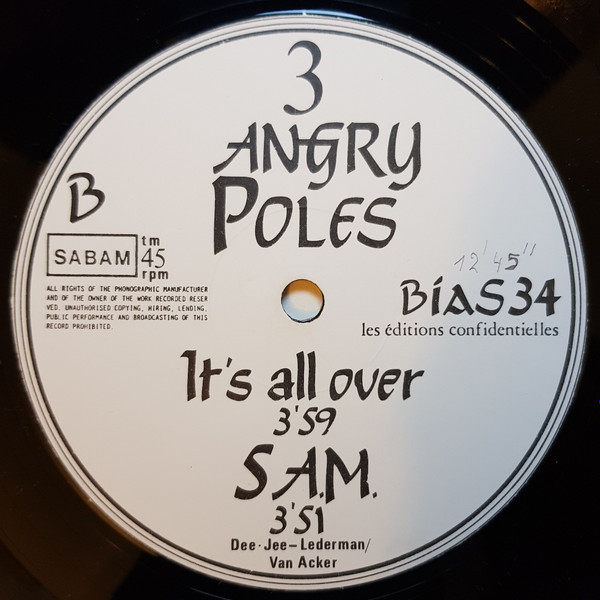 3
ANGRY
POLES
B
SABAM
tm
45
rpm
ALL RIGHTS OF THE PHONOGRAPHIC MANUFACTURER
AND OF THE OWNER OF THE WORK RECORDED RESER
VED. UNAUTHORISED COPYING, HIRING, LENDING,
PUBLIC PERFORMANCE AND BROADCASTING OF THIS
RECORD PROHIBITED.
12'45"
BiAS34
les éditions confidentielles
It's all over
3'59
S.A.M.
3'51
Dee·Jee–Lederman/
Van Acker